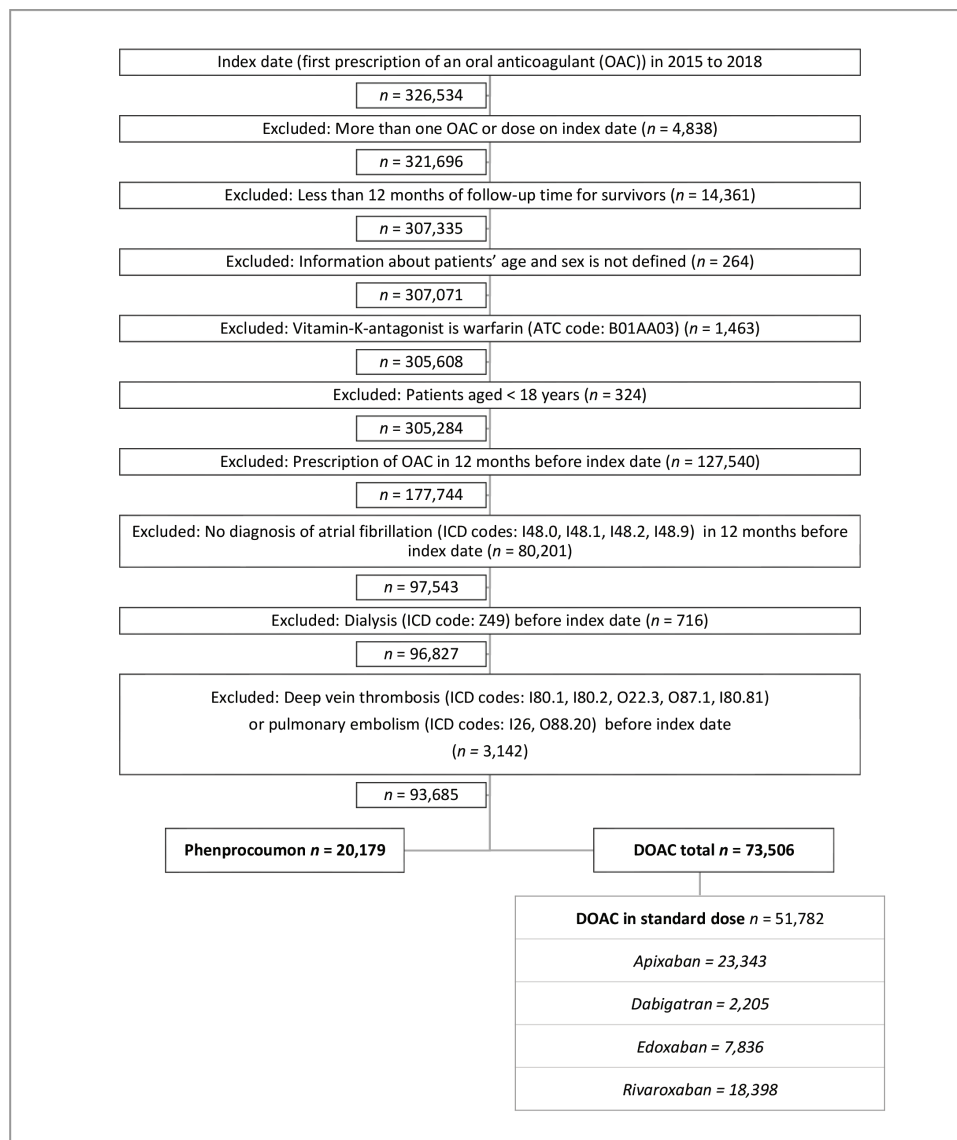 Index date (first prescription of an oral anticoagulant (OAC)) in 2015 to 2018
n = 326,534
Excluded: More than one OAC or dose on index date (n = 4,838)
n = 321,696
Excluded: Less than 12 months of follow-up time for survivors (n = 14,361)
n = 307,335
Excluded: Information about patients’ age and sex is not defined (n = 264)
n = 307,071
Excluded: Vitamin-K-antagonist is warfarin (ATC code: B01AA03) (n = 1,463)
n = 305,608
Excluded: Patients aged < 18 years (n = 324)
n = 305,284
Excluded: Prescription of OAC in 12 months before index date (n = 127,540)
n = 177,744
Excluded: No diagnosis of atrial fibrillation (ICD codes: I48.0, I48.1, I48.2, I48.9) in 12 months before
index date (n = 80,201)
n = 97,543
Excluded: Dialysis (ICD code: Z49) before index date (n = 716)
n = 96,827
Excluded: Deep vein thrombosis (ICD codes: I80.1, I80.2, O22.3, O87.1, I80.81)
or pulmonary embolism (ICD codes: I26, O88.20) before index date
(n = 3,142)
n = 93,685
Phenprocoumon n = 20,179
DOAC total n = 73,506
DOAC in standard dose n = 51,782
Apixaban = 23,343
Dabigatran = 2,205
Edoxaban = 7,836
Rivaroxaban = 18,398